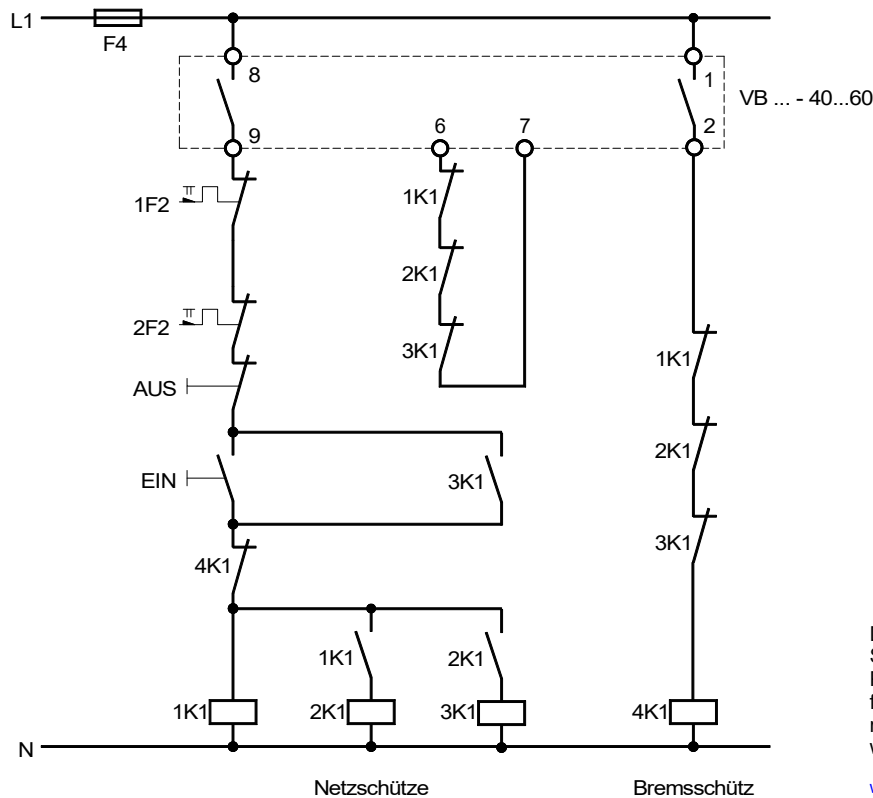 L1
F4
8
1
VB ... - 40...60
9
6
7
2
1F2
1K1
2K1
2F2
3K1
1K1
AUS
2K1
EIN
3K1
3K1
4K1
1K1
2K1
1K1
2K1
3K1
4K1
N
Netzschütze
Bremsschütz